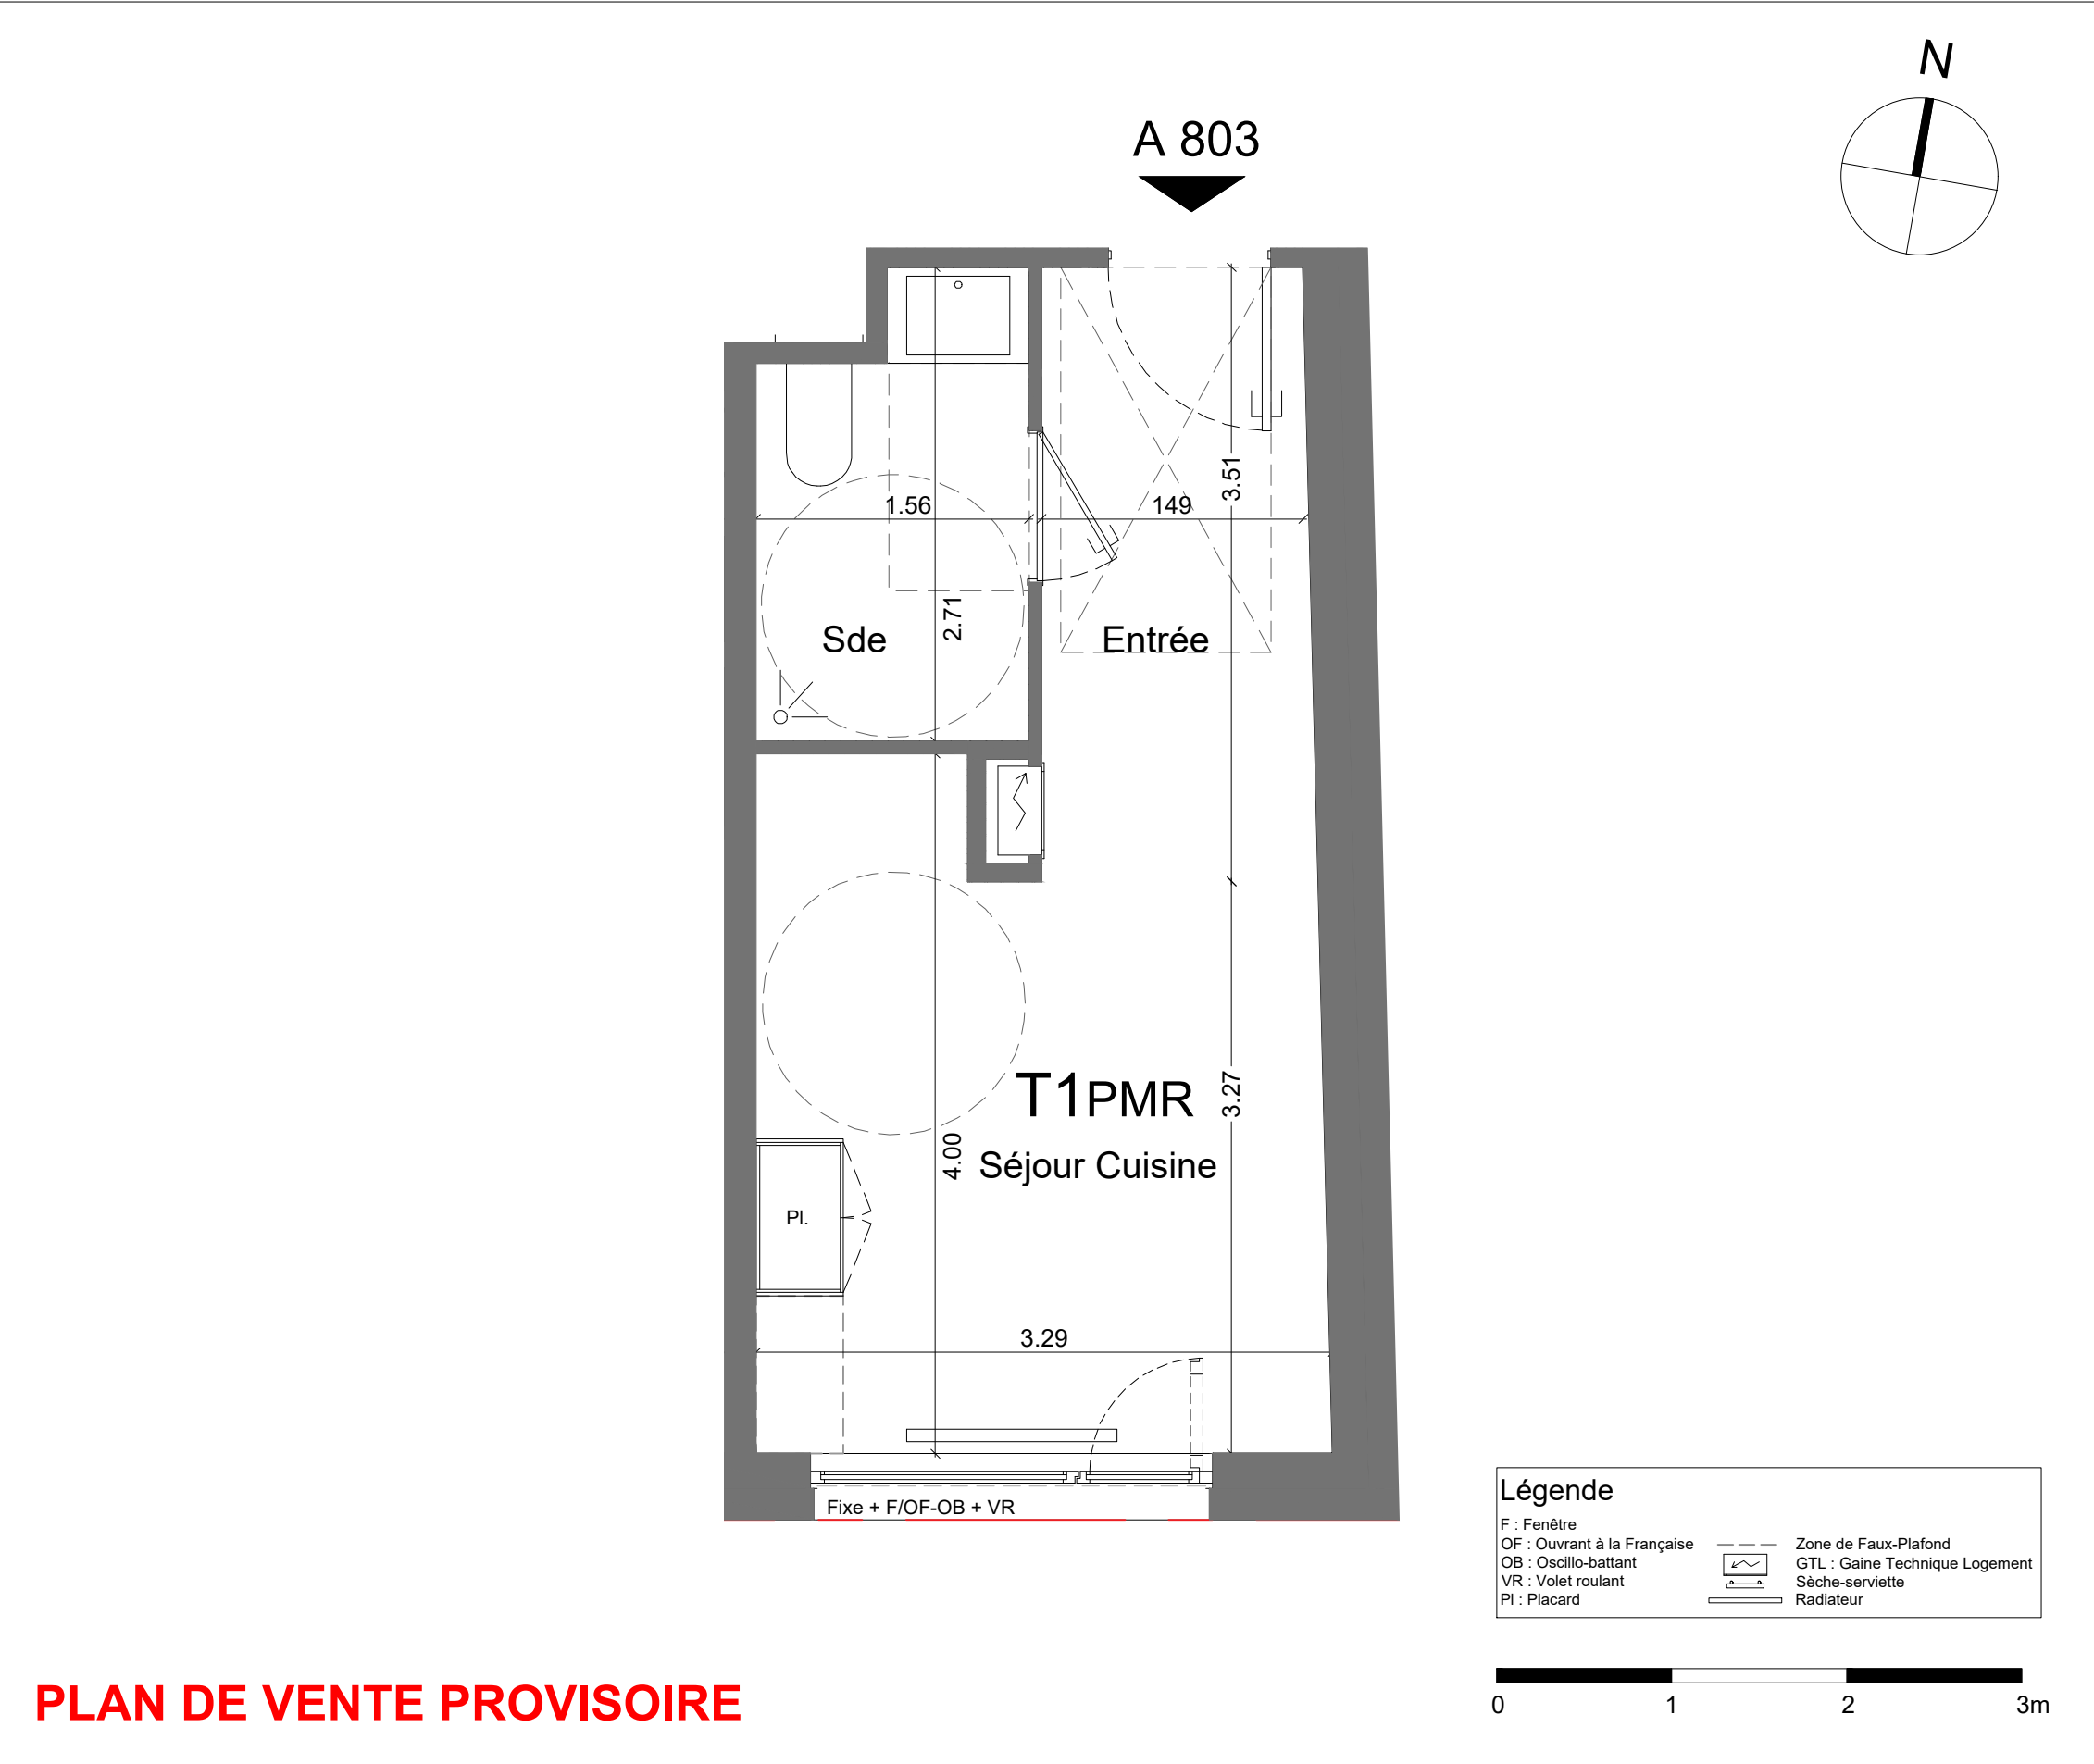 N
A 803
3.51
1.56
149
2.71
Sde
Entrée
T1PMR
3.27
4.00
Séjour Cuisine
Pl.
3.29
Fixe + F/OF-OB + VR
Légende
F : Fenêtre
OF : Ouvrant à la Française
OB : Oscillo-battant
VR : Volet roulant
Pl : Placard
Zone de Faux-Plafond
GTL : Gaine Technique Logement
Sèche-serviette
Radiateur
0 1 2 3m
PLAN DE VENTE PROVISOIRE